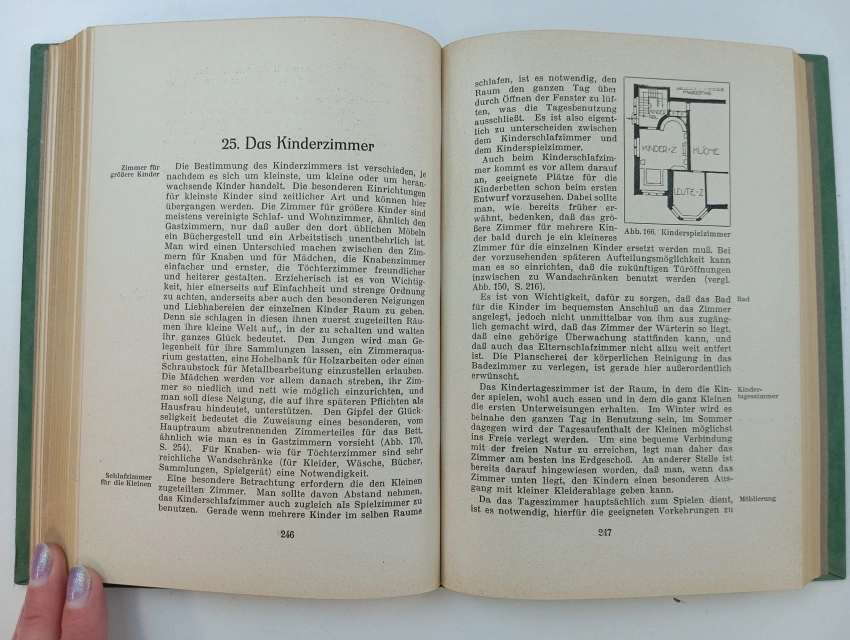 25. Das Kinderzimmer
Zimmer für
größere Kinder
Die Bestimmung des Kinderzimmers ist verschieden, je
nachdem es sich um kleinste, um kleine oder um heran-
wachsende Kinder handelt. Die besonderen Einrichtungen
für kleinste Kinder sind zeitlicher Art und können hier
übergangen werden. Die Zimmer für größere Kinder sind
meistens vereinigte Schlaf- und Wohnzimmer, ähnlich den
Gastzimmern, nur daß außer den dort üblichen Möbeln
ein Büchergestell und ein Arbeitstisch unentbehrlich ist.
Man wird einen Unterschied machen zwischen den Zim-
mern für Knaben und für Mädchen, die Knabenzimmer
einfacher und ernster, die Töchterzimmer freundlicher
und heiterer gestalten. Erzieherisch ist es von Wichtig-
keit, hier einerseits auf Einfachheit und strenge Ordnung
zu achten, anderseits aber auch den besonderen Neigungen
und Liebhabereien der einzelnen Kinder Raum zu geben.
Denn sie schlagen in diesen ihnen zuerst zugeteilten Räu-
men ihre kleine Welt auf, in der zu schalten und walten
ihr ganzes Glück bedeutet. Den Jungen wird man Ge-
legenheit für ihre Sammlungen lassen, ein Zimmeraqua-
rium gestatten, eine Hobelbank für Holzarbeiten oder einen
Schraubstock für Metallbearbeitung einzustellen erlauben.
Die Mädchen werden vor allem danach streben, ihr Zim-
mer so niedlich und nett wie möglich einzurichten, und
man soll diese Neigung, die auf ihre späteren Pflichten als
Hausfrau hindeutet, unterstützen. Den Gipfel der Glück-
seligkeit bedeutet die Zuweisung eines besonderen, vom
Hauptraum abzutrennenden Zimmerteiles für das Bett,
ähnlich wie man es in Gastzimmern vorsieht (Abb. 170,
S. 254). Für Knaben- wie für Töchterzimmer sind sehr
reichliche Wandschränke (für Kleider, Wäsche, Bücher,
Sammlungen, Spielgerät) eine Notwendigkeit.
Schlafzimmer
für die Kleinen
Eine besondere Betrachtung erfordern die den Kleinen
zugeteilten Zimmer. Man sollte davon Abstand nehmen,
das Kinderschlafzimmer auch zugleich als Spielzimmer zu
benutzen. Gerade wenn mehrere Kinder im selben Raume
246
schlafen, ist es notwendig, den
Raum den ganzen Tag über
durch Öffnen der Fenster zu lüf-
ten, was die Tagesbenutzung
ausschließt. Es ist also eigent-
lich zu unterscheiden zwischen
dem Kinderschlafzimmer und
dem Kinderspielzimmer.
Auch beim Kinderschlafzim-
mer kommt es vor allem darauf
an, geeignete Plätze für die
Kinderbetten schon beim ersten
Entwurf vorzusehen. Dabei sollte
man, wie bereits früher er-
wähnt, bedenken, daß das grö-
ßere Zimmer für mehrere Kin-
der bald durch je ein kleineres
KINDER-Z
KÜCHE
LEUTE-Z
Abb. 166. Kinderspielzimmer
Zimmer für die einzelnen Kinder ersetzt werden muß. Bei
der vorzusehenden späteren Aufteilungsmöglichkeit kann
man es so einrichten, daß die zukünftigen Türöffnungen
inzwischen zu Wandschränken benutzt werden (vergl.
Abb. 150, S. 216).
Es ist von Wichtigkeit, dafür zu sorgen, daß das Bad
Bad
für die Kinder im bequemsten Anschluß an das Zimmer
angelegt, jedoch nicht unmittelbar von ihm aus zugäng-
lich gemacht wird, daß das Zimmer der Wärterin so liegt,
daß eine gehörige Überwachung stattfinden kann, und
daß auch das Elternschlafzimmer nicht allzu weit entfert
ist. Die Planscherei der körperlichen Reinigung in das
Badezimmer zu verlegen, ist gerade hier außerordentlich
erwünscht.
Das Kindertageszimmer ist der Raum, in dem die Kin-
Kinder-
tageszimmer
der spielen, wohl auch essen und in dem die ganz Kleinen
die ersten Unterweisungen erhalten. Im Winter wird es
beinahe den ganzen Tag in Benutzung sein, im Sommer
dagegen wird der Tagesaufenthalt der Kleinen möglichst
ins Freie verlegt werden. Um eine bequeme Verbindung
mit der freien Natur zu erreichen, legt man daher das
Zimmer am besten ins Erdgeschoß. An anderer Stelle ist
bereits darauf hingewiesen worden, daß man, wenn das
Zimmer unten liegt, den Kindern einen besonderen Aus-
gang mit kleiner Kleiderablage geben kann.
Da das Tageszimmer hauptsächlich zum Spielen dient,
Möblierung
ist es notwendig, hierfür die geeigneten Vorkehrungen zu
247